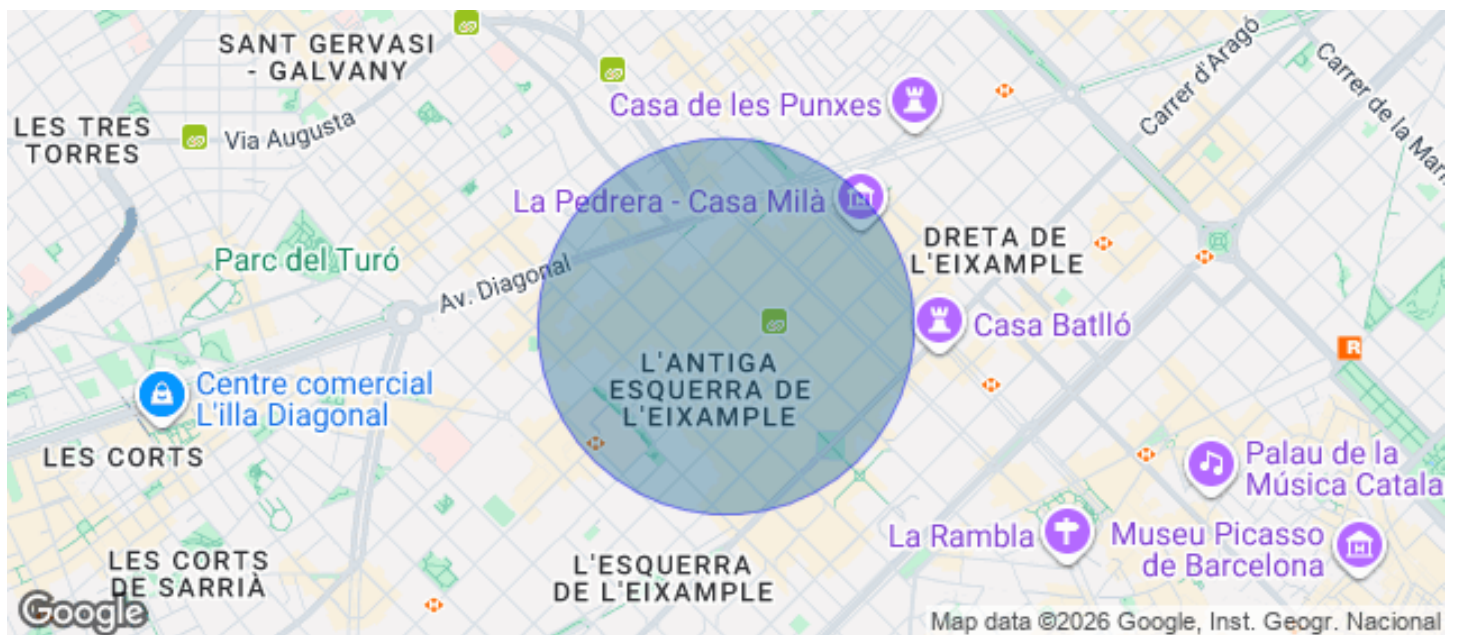 SANT GERVASI
- GALVANY
Casa de les Punxes
Carrer d'Aragó
Carrer de la Mari
LES TRES
TORRES
Via Augusta
La Pedrera - Casa Milà
DRETA DE
L'EIXAMPLE
Parc del Turó
Av. Diagonal
Casa Batlló
L'ANTIGA
ESQUERRA DE
L'EIXAMPLE
R
Centre comercial
L'illa Diagonal
LES CORTS
Palau de la
Música Catala
La Rambla
Museu Picasso
de Barcelona
LES CORTS
DE SARRIÀ
L'ESQUERRA
DE L'EIXAMPLE
Google
Map data ©2026 Google, Inst. Geogr. Nacional